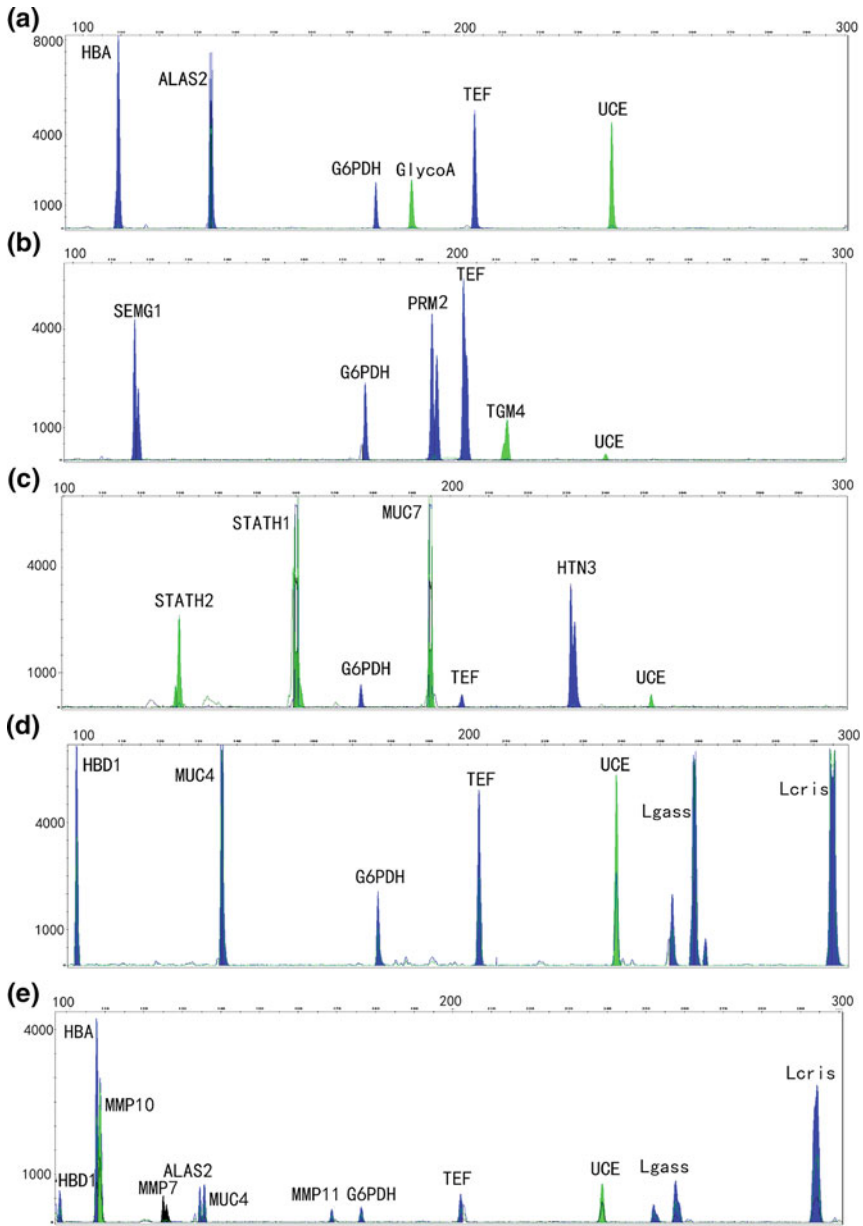 (a)
100 200 300
8000
4000
1000
HBA
ALAS2
G6PDH
GlycoA
TEF
UCE
(b)
100 200 300
4000
1000
SEMG1
G6PDH
PRM2
TEF
TGM4
UCE
(c)
100 200 300
4000
1000
STATH2
STATH1
G6PDH
MUC7
TEF
HTN3
UCE
(d)
100 200 300
4000
1000
HBD1
MUC4
G6PDH
TEF
UCE
Lgass
Lcris
(e)
100 200 300
4000
1000
HBD1
HBA
MMP10
MMP7
ALAS2
MUC4
MMP11
G6PDH
TEF
UCE
Lgass
Lcris